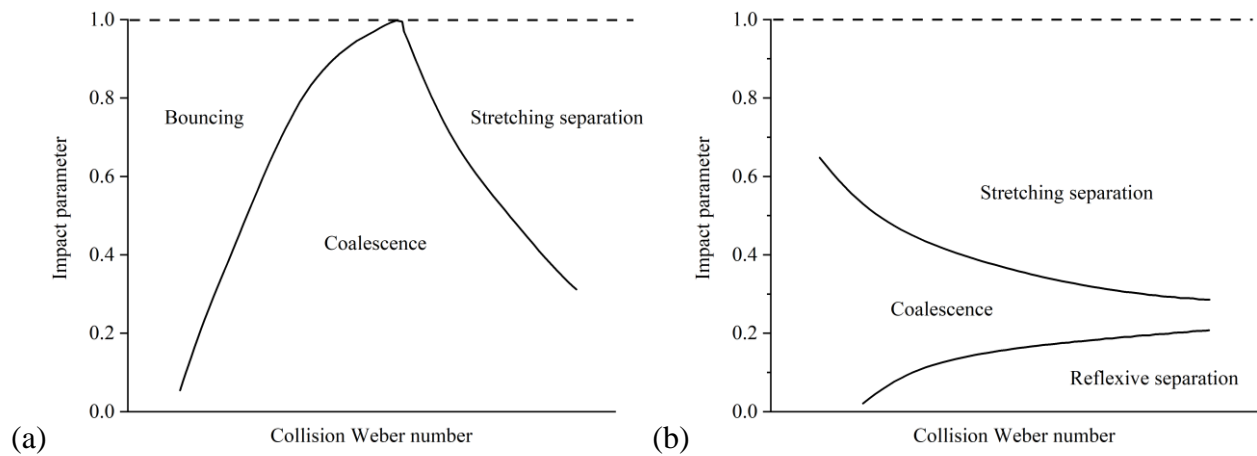 1.0
0.8
0.6
0.4
0.2
0.0
Impact parameter
Bouncing
Stretching separation
Coalescence
Collision Weber number
(a)
1.0
0.8
0.6
0.4
0.2
0.0
Impact parameter
Stretching separation
Coalescence
Reflexive separation
Collision Weber number
(b)